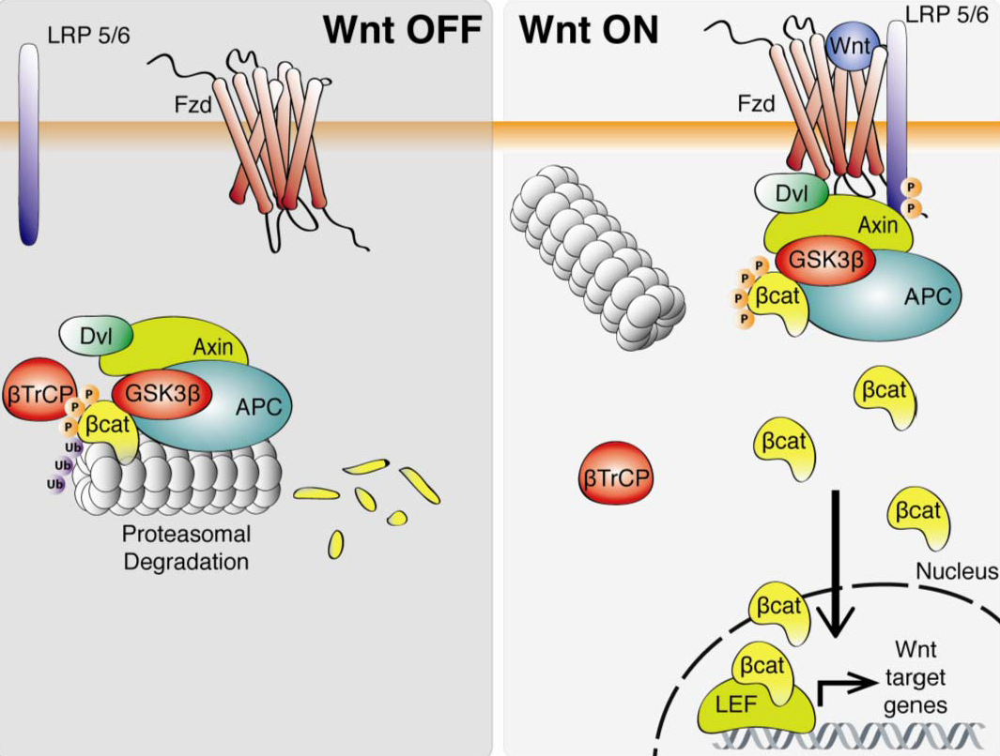 Wnt OFF
LRP 5/6
Fzd
Dvl
Axin
βTrCP
GSK3β
APC
P
P
P
βcat
Ub
Ub
Ub
Proteasomal
Degradation
Wnt ON
LRP 5/6
Wnt
Fzd
Dvl
P
P
Axin
GSK3β
P
P
P
P
βcat
APC
βcat
βcat
βTrCP
βcat
Nucleus
βcat
βcat
LEF
Wnt
target
genes